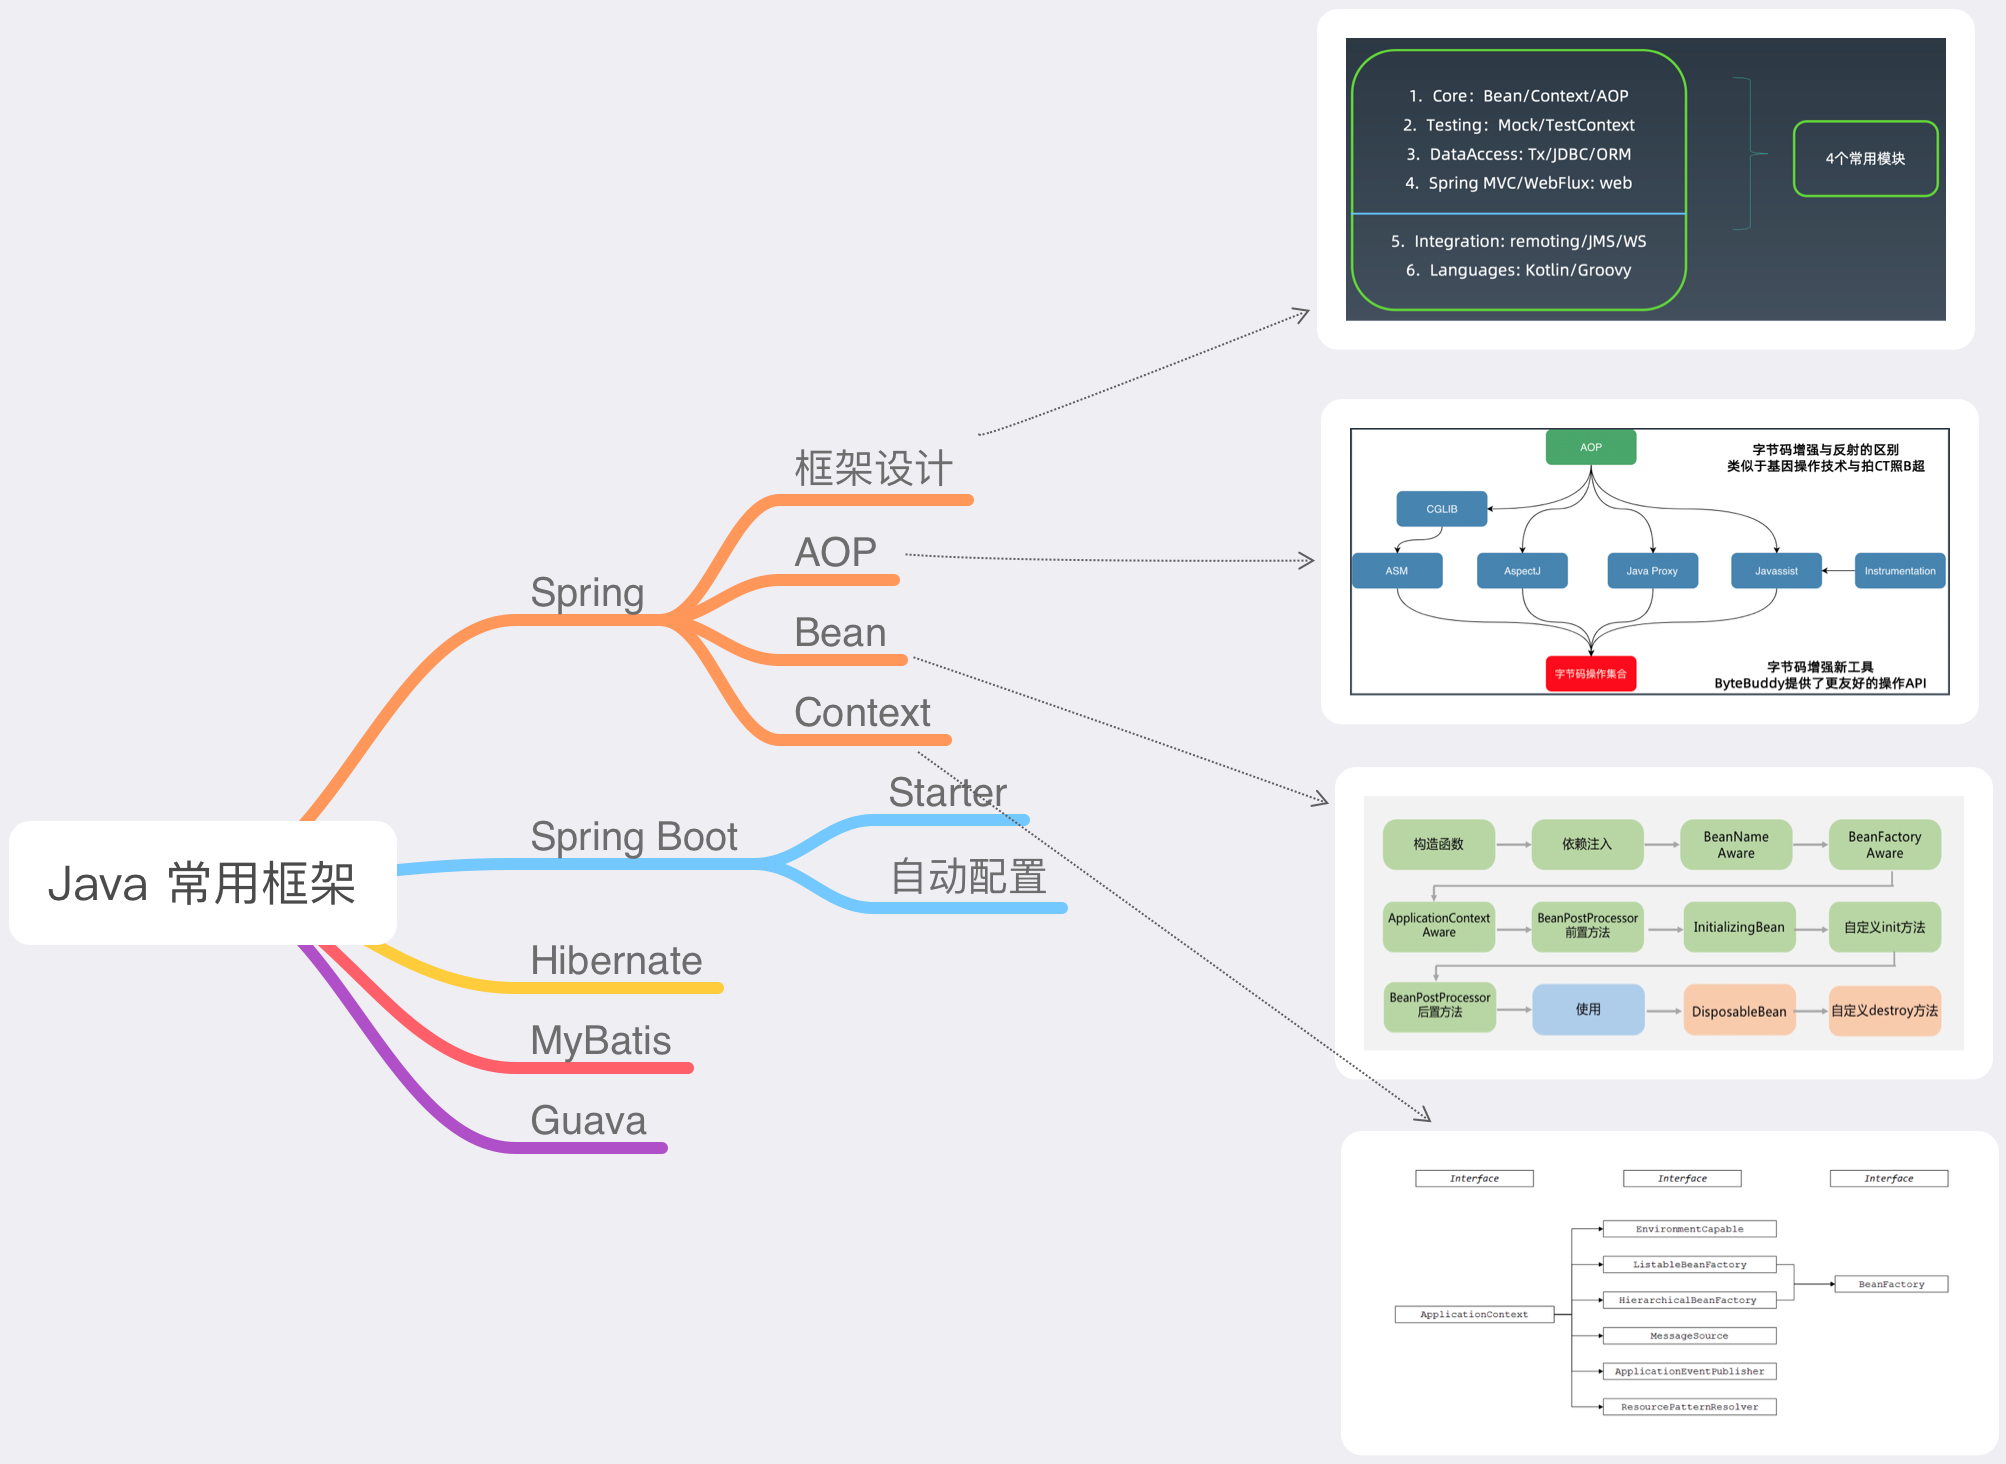 Java 常用框架
Spring
框架设计
AOP
Bean
Context
Spring Boot
Starter
自动配置
Hibernate
MyBatis
Guava
1. Core：Bean/Context/AOP
2. Testing：Mock/TestContext
3. DataAccess: Tx/JDBC/ORM
4. Spring MVC/WebFlux: web
5. Integration: remoting/JMS/WS
6. Languages: Kotlin/Groovy
4个常用模块
AOP
字节码增强与反射的区别
类似于基因操作技术与拍CT照B超
CGLIB
ASM
AspectJ
Java Proxy
Javassist
Instrumentation
字节码操作集合
字节码增强新工具
ByteBuddy提供了更友好的操作API
构造函数
依赖注入
BeanName
Aware
BeanFactory
Aware
ApplicationContext
Aware
BeanPostProcessor
前置方法
InitializingBean
自定义init方法
BeanPostProcessor
后置方法
使用
DisposableBean
自定义destroy方法
Interface
Interface
Interface
EnvironmentCapable
ListableBeanFactory
BeanFactory
HierarchicalBeanFactory
ApplicationContext
MessageSource
ApplicationEventPublisher
ResourcePatternResolver